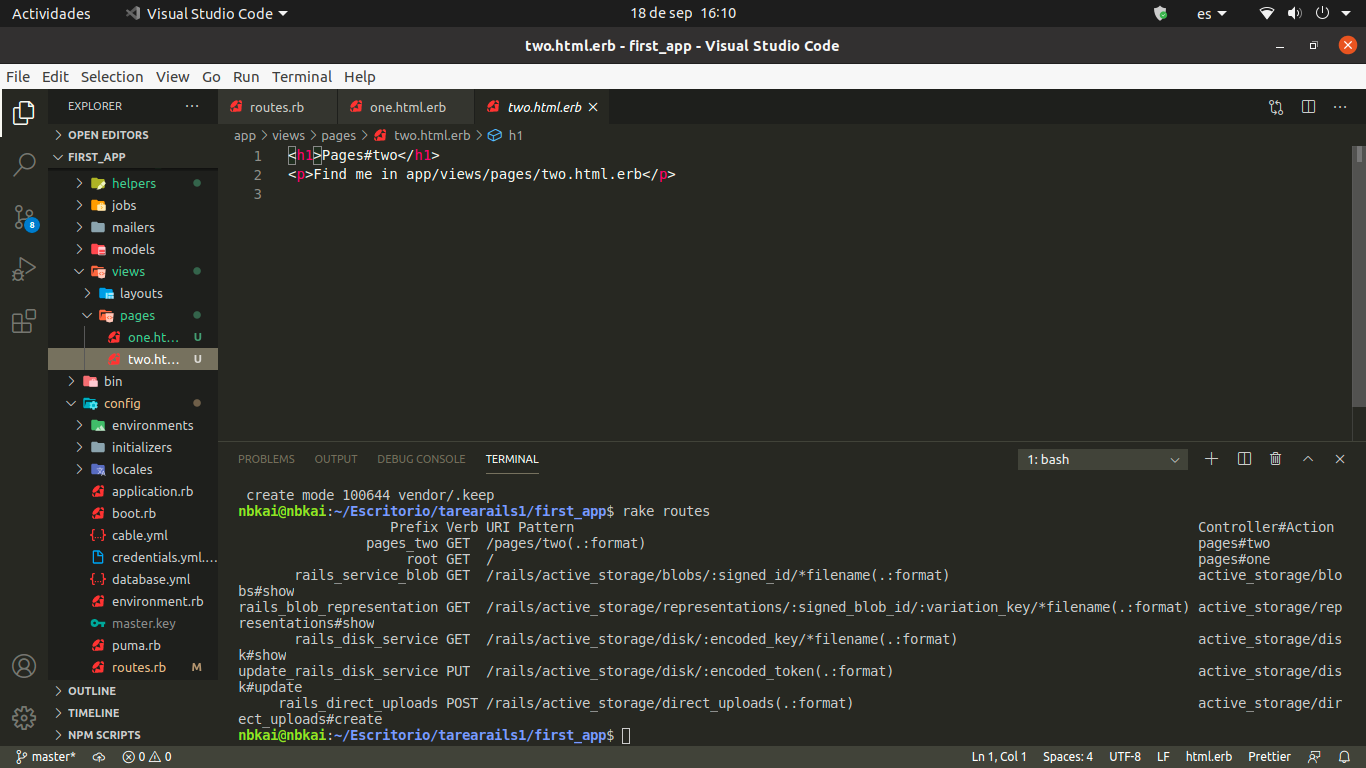 Actividades Visual Studio Code 18 de sep 16:10 es
two.html.erb - first_app - Visual Studio Code
File Edit Selection View Go Run Terminal Help
EXPLORER
OPEN EDITORS
FIRST_APP
helpers
jobs
mailers
models
views
layouts
pages
one.ht... U
two.ht... U
bin
config
environments
initializers
locales
application.rb
boot.rb
cable.yml
credentials.yml....
database.yml
environment.rb
master.key
puma.rb
routes.rb M
OUTLINE
TIMELINE
NPM SCRIPTS
8
routes.rb one.html.erb two.html.erb
app > views > pages > two.html.erb > h1
1 <h1>Pages#two</h1>
2 <p>Find me in app/views/pages/two.html.erb</p>
3
PROBLEMS OUTPUT DEBUG CONSOLE TERMINAL 1: bash
create mode 100644 vendor/.keep
nbkai@nbkai:~/Escritorio/tarearails1/first_app$ rake routes
Prefix Verb URI Pattern Controller#Action
pages_two GET /pages/two(.:format) pages#two
root GET / pages#one
rails_service_blob GET /rails/active_storage/blobs/:signed_id/*filename(.:format) active_storage/blo
bs#show
rails_blob_representation GET /rails/active_storage/representations/:signed_blob_id/:variation_key/*filename(.:format) active_storage/rep
resentations#show
rails_disk_service GET /rails/active_storage/disk/:encoded_key/*filename(.:format) active_storage/dis
k#show
update_rails_disk_service PUT /rails/active_storage/disk/:encoded_token(.:format) active_storage/dis
k#update
rails_direct_uploads POST /rails/active_storage/direct_uploads(.:format) active_storage/dir
ect_uploads#create
nbkai@nbkai:~/Escritorio/tarearails1/first_app$
master* 0 0 Ln 1, Col 1 Spaces: 4 UTF-8 LF html.erb Prettier